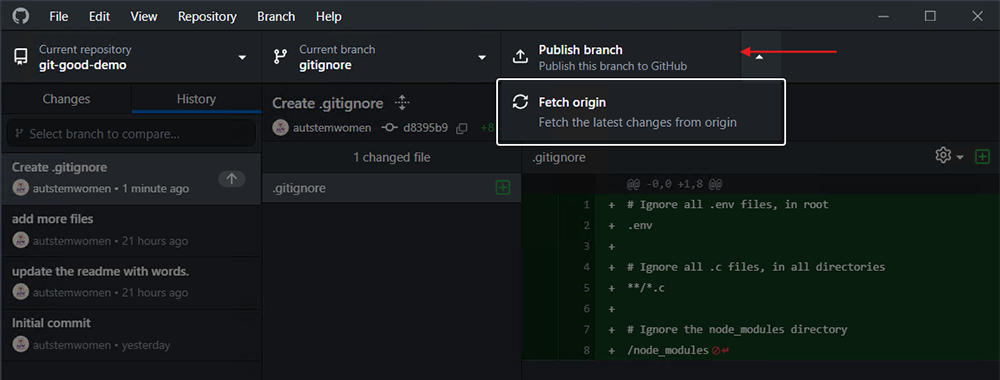 File Edit View Repository Branch Help
Current repository
git-good-demo
Current branch
gitignore
Publish branch
Publish this branch to GitHub
Fetch origin
Fetch the latest changes from origin
Changes History
Select branch to compare...
Create .gitignore
autstemwomen • 1 minute ago
add more files
autstemwomen • 21 hours ago
update the readme with words.
autstemwomen • 21 hours ago
Initial commit
autstemwomen • yesterday
Create .gitignore
autstemwomen d8395b9 +8
1 changed file
.gitignore
.gitignore
@@ -0,0 +1,8 @@
1 + # Ignore all .env files, in root
2 + .env
3 +
4 + # Ignore all .c files, in all directories
5 + **/*.c
6 +
7 + # Ignore the node_modules directory
8 + /node_modules